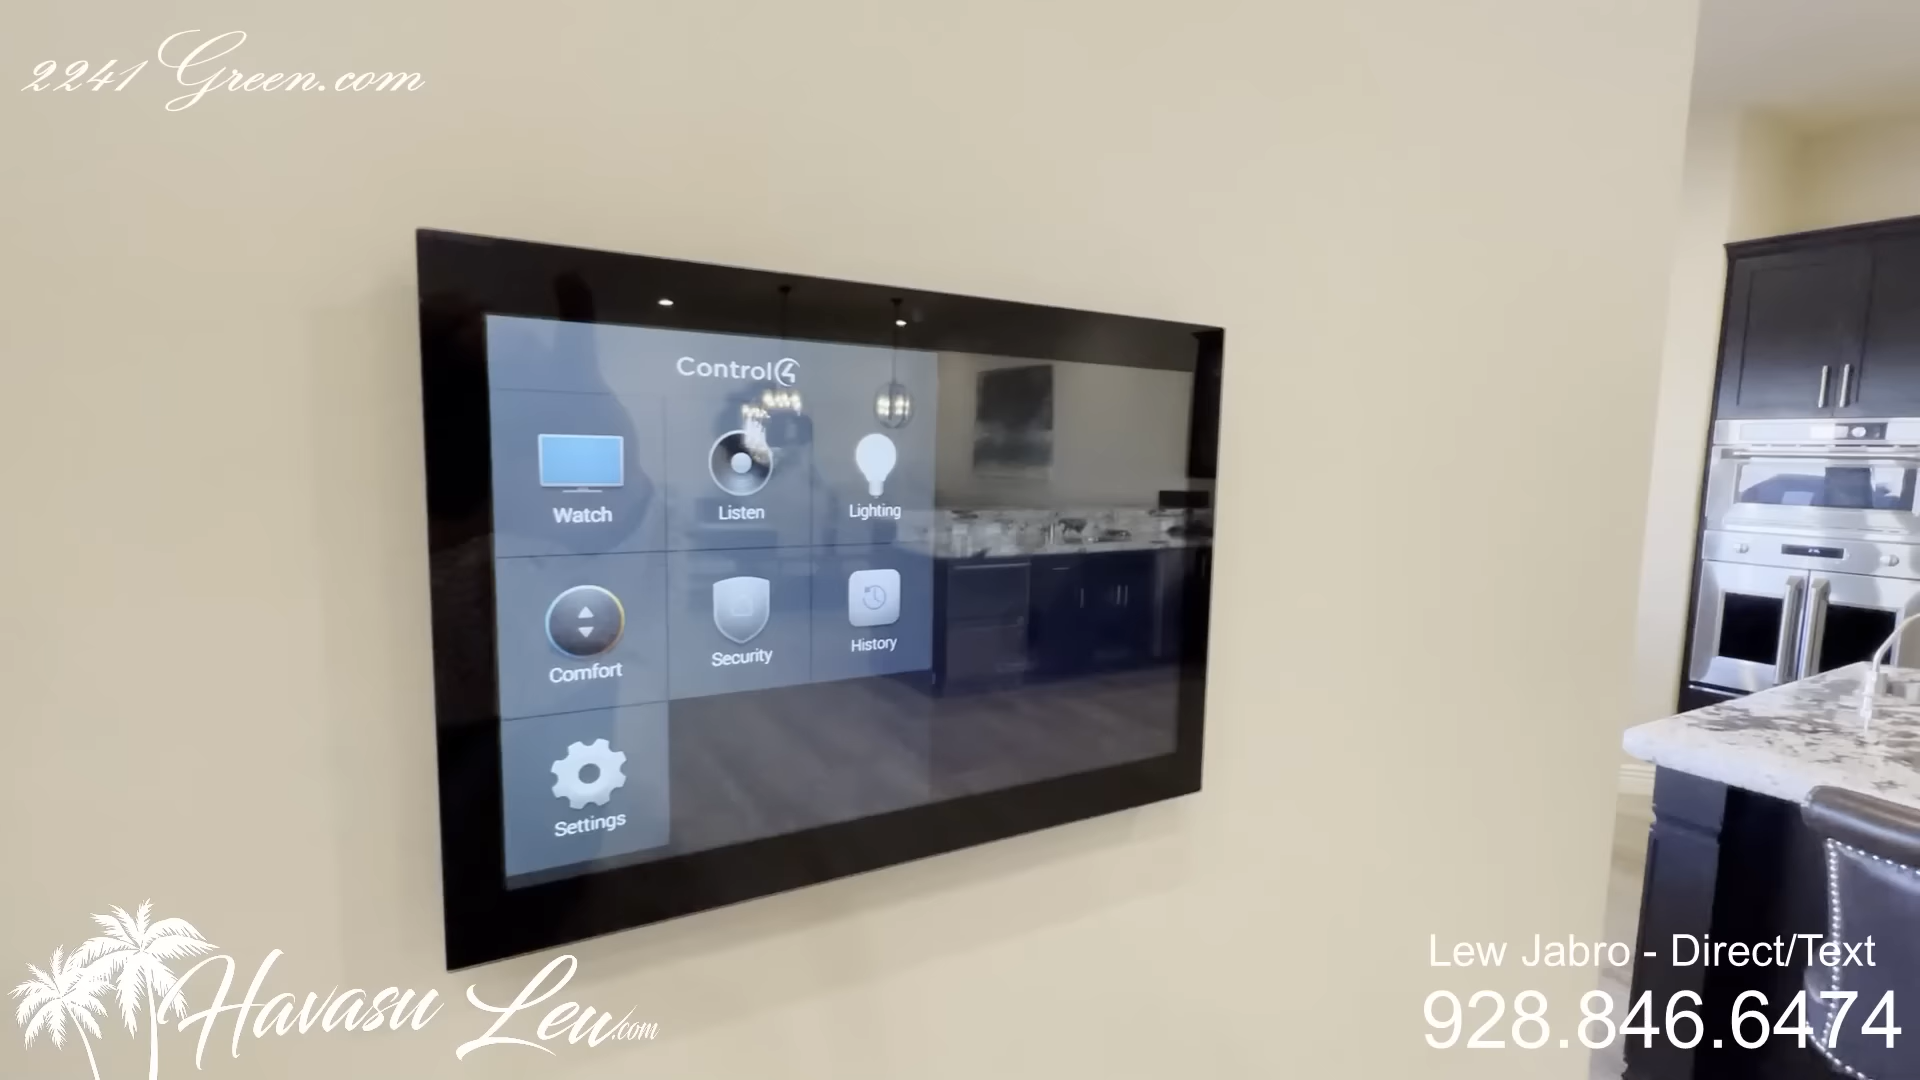 2241 Green.com
Control4
Watch
Listen
Lighting
Comfort
Security
History
Settings
Havasu Lew.com
Lew Jabro - Direct/Text
928.846.6474